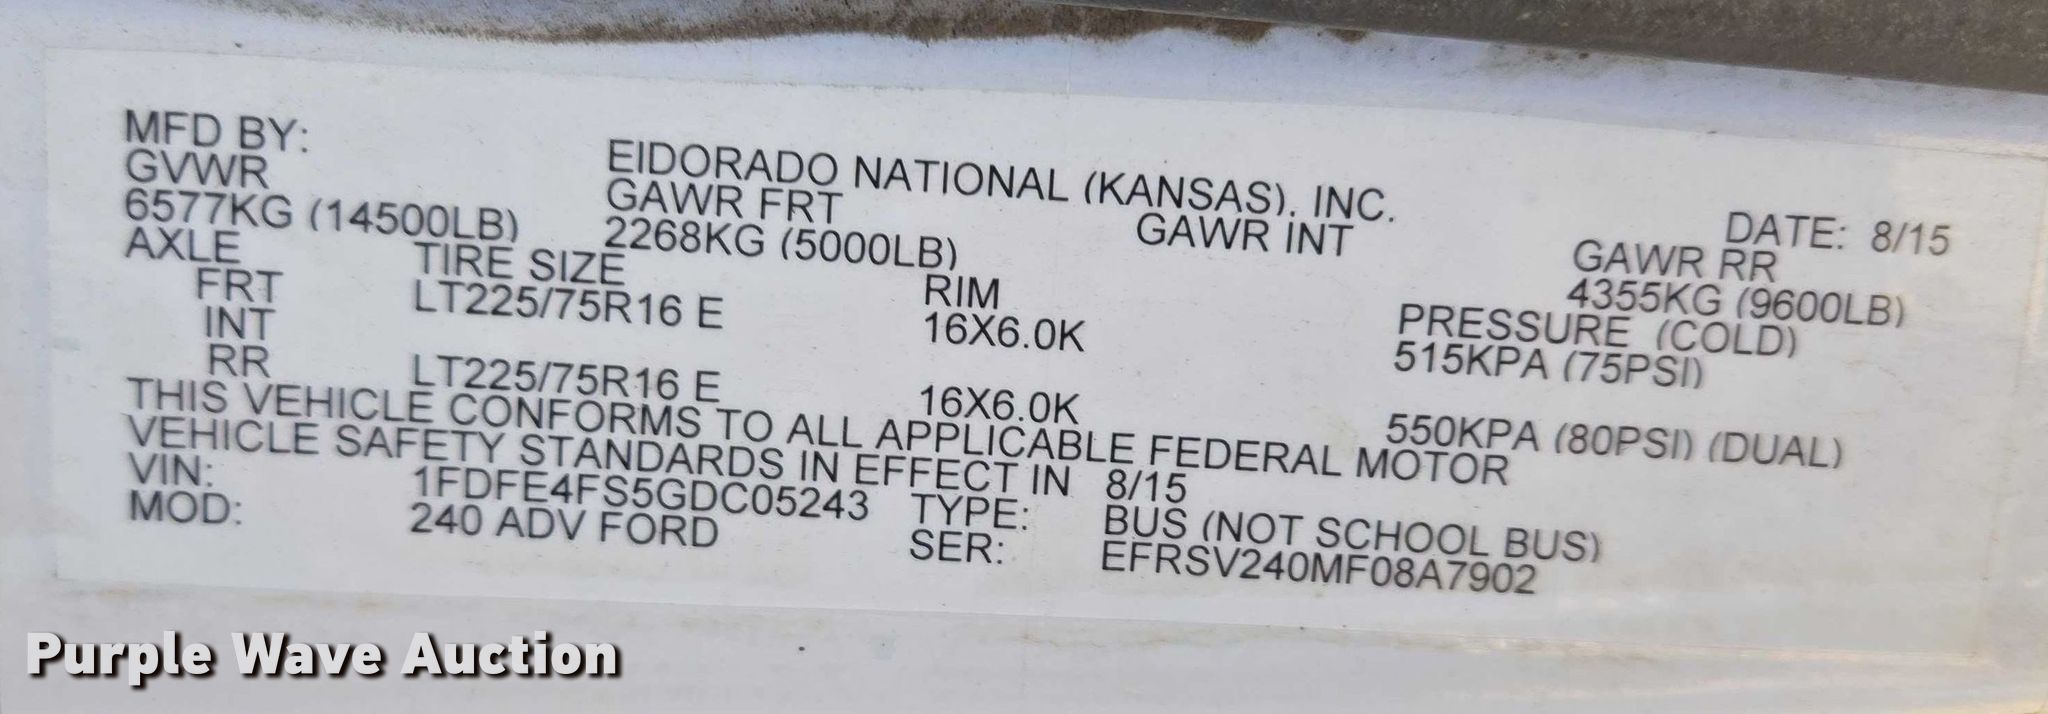 MFD BY: EIDORADO NATIONAL (KANSAS). INC. DATE: 8/15
GVWR GAWR FRT GAWR INT GAWR RR
6577KG (14500LB) 2268KG (5000LB) 4355KG (9600LB)
AXLE TIRE SIZE RIM PRESSURE (COLD)
FRT LT225/75R16 E 16X6.0K 515KPA (75PSI)
INT
RR LT225/75R16 E 16X6.0K 550KPA (80PSI) (DUAL)
THIS VEHICLE CONFORMS TO ALL APPLICABLE FEDERAL MOTOR
VEHICLE SAFETY STANDARDS IN EFFECT IN 8/15
VIN: 1FDFE4FS5GDC05243 TYPE: BUS (NOT SCHOOL BUS)
MOD: 240 ADV FORD SER: EFRSV240MF08A7902
Purple Wave Auction